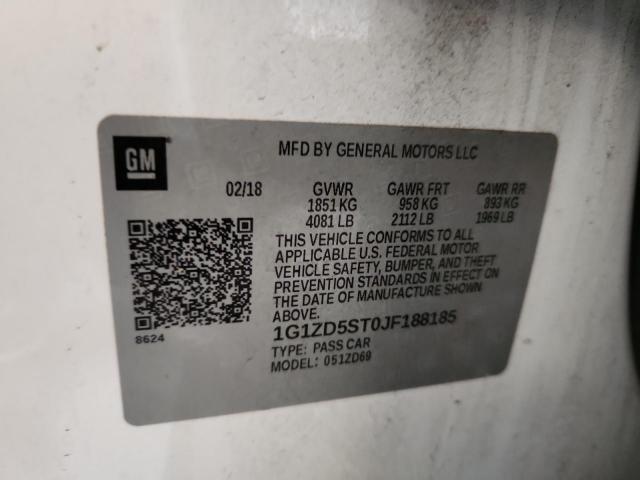 GM
MFD BY GENERAL MOTORS LLC
02/18 GVWR GAWR FRT GAWR RR
1851 KG 958 KG 893 KG
4081 LB 2112 LB 1969 LB
THIS VEHICLE CONFORMS TO ALL
APPLICABLE U.S. FEDERAL MOTOR
VEHICLE SAFETY, BUMPER, AND THEFT
PREVENTION STANDARDS IN EFFECT ON
THE DATE OF MANUFACTURE SHOWN
ABOVE.
8624
1G1ZD5ST0JF188185
TYPE: PASS CAR
MODEL: 051ZD69